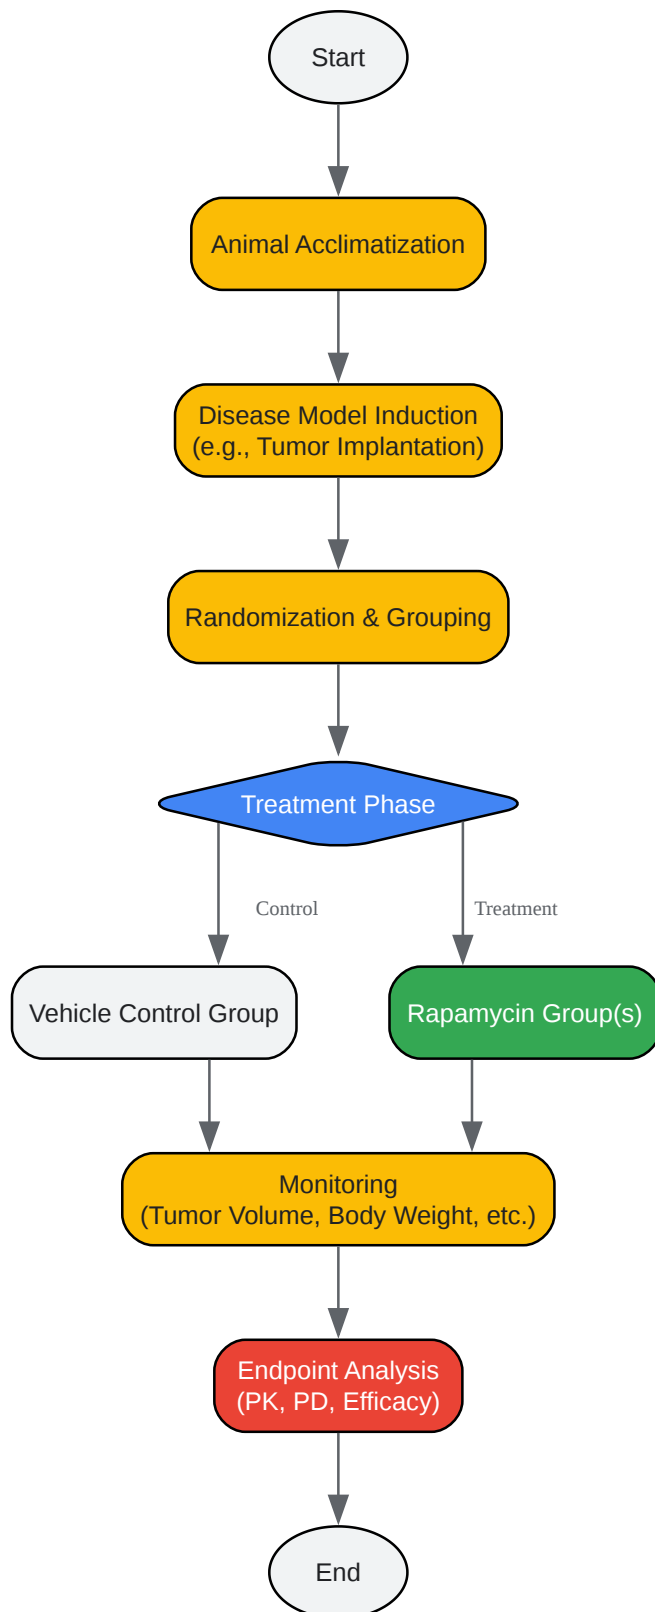 Start
Animal Acclimatization
Disease Model Induction
(e.g., Tumor Implantation)
Randomization & Grouping
Treatment Phase
Control
Treatment
Vehicle Control Group
Rapamycin Group(s)
Monitoring
(Tumor Volume, Body Weight, etc.)
Endpoint Analysis
(PK, PD, Efficacy)
End